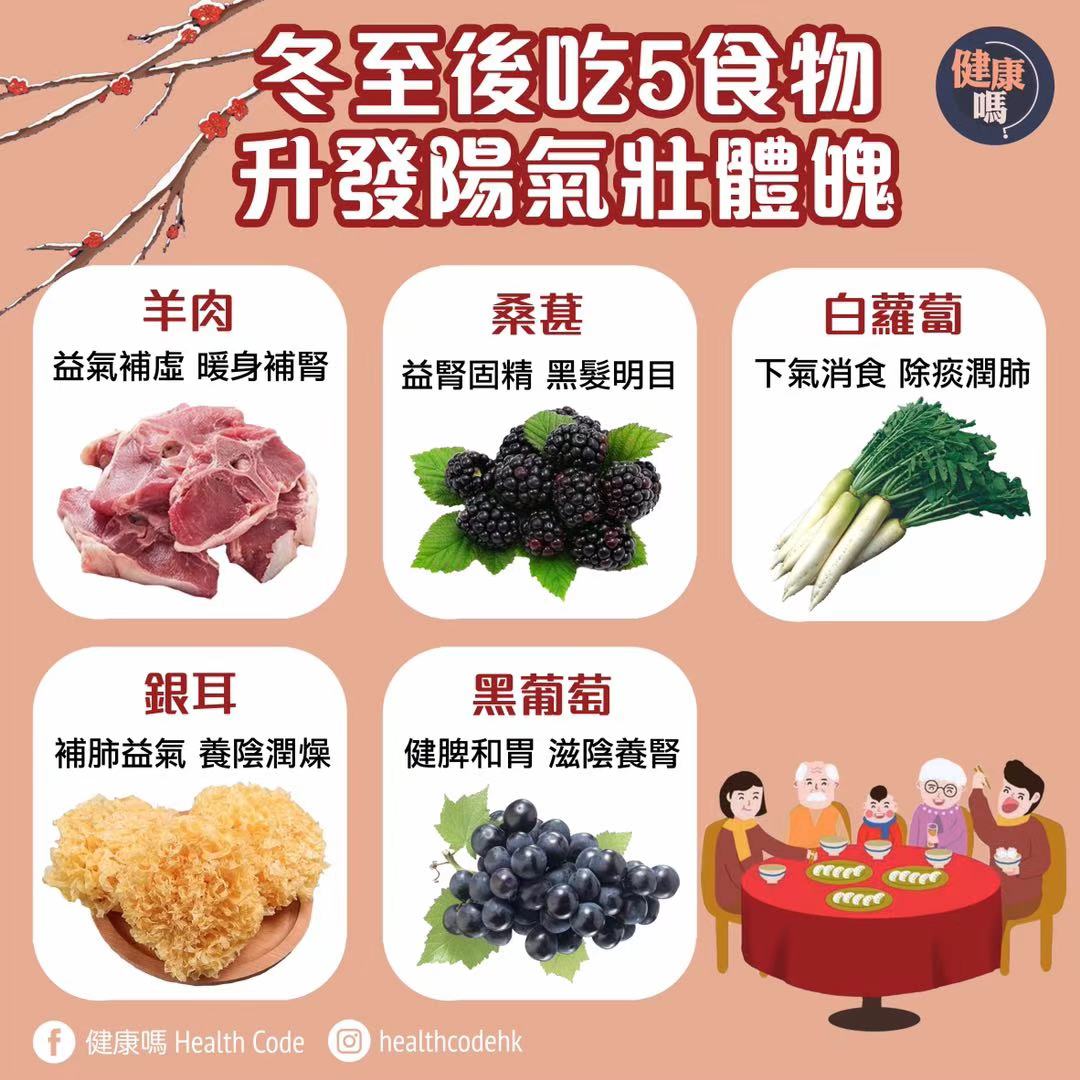 冬至後吃5食物
升發陽氣壯體魄
健康
嗎
羊肉
益氣補虛 暖身補腎
桑葚
益腎固精 黑髮明目
白蘿蔔
下氣消食 除痰潤肺
銀耳
補肺益氣 養陰潤燥
黑葡萄
健脾和胃 滋陰養腎
健康嗎 Health Code
healthcodehk